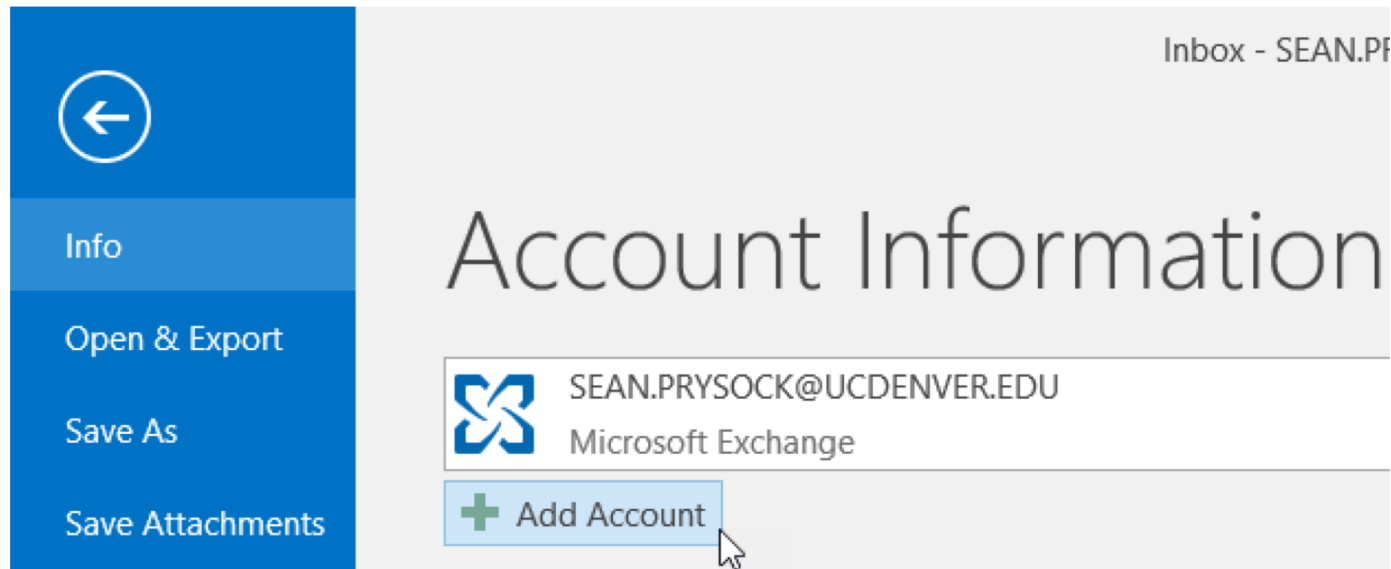 Inbox - SEAN.PR
Info
Open & Export
Save As
Save Attachments
Account Information
SEAN.PRYSOCK@UCDENVER.EDU
Microsoft Exchange
Add Account